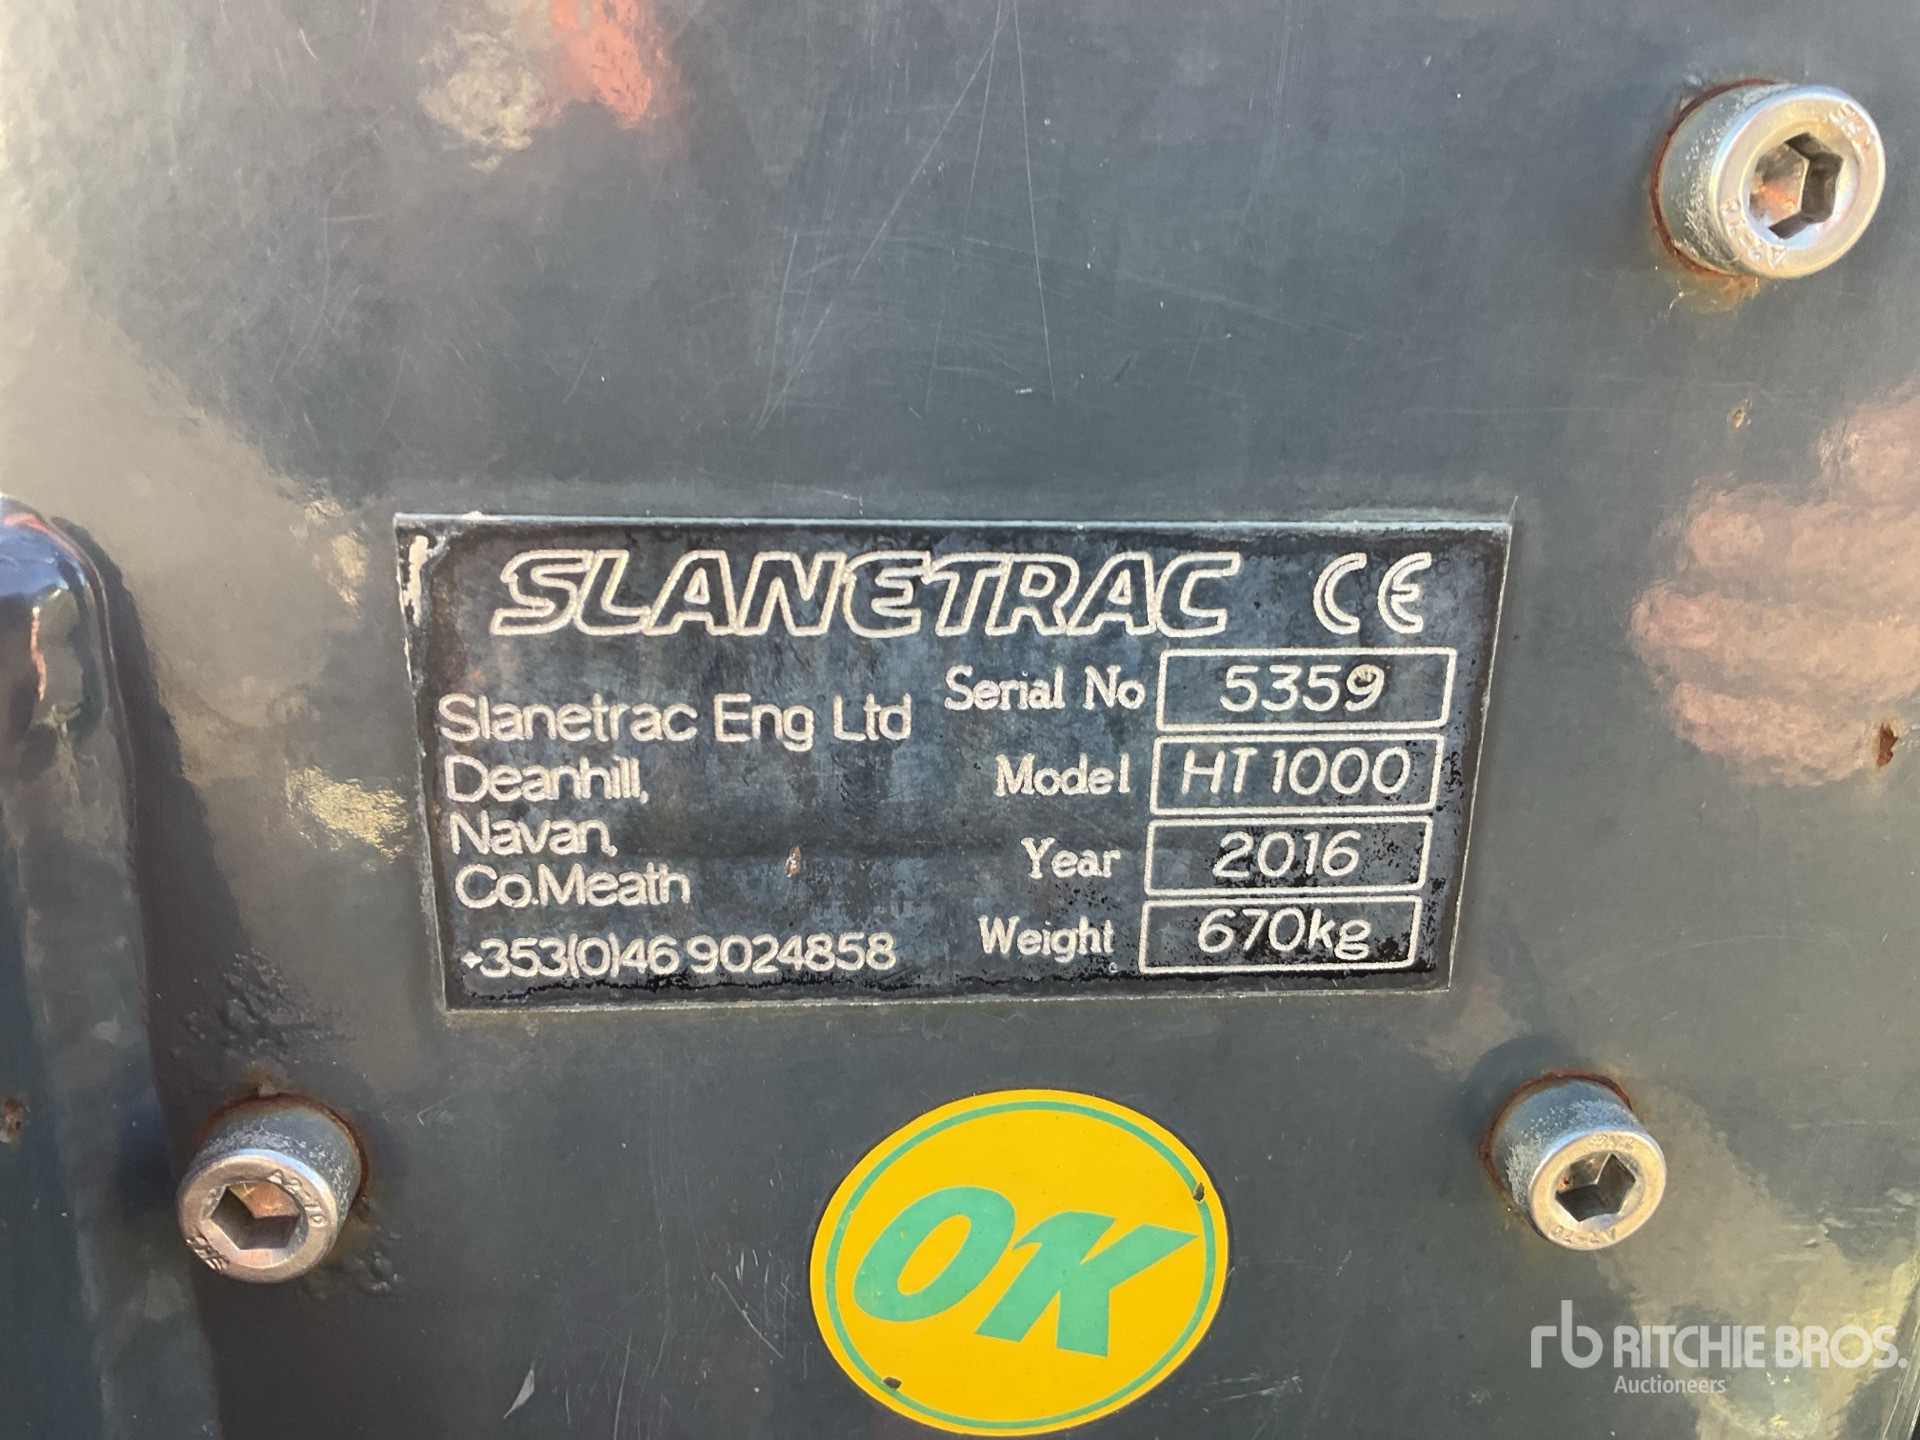 SLANETRAC CE
Slanetrac Eng Ltd
Deanhill,
Navan,
Co.Meath
+353(0)46 9024858
Serial No 5359
Model HT 1000
Year 2016
Weight 670kg
OK
rb RITCHIE BROS.
Auctioneers